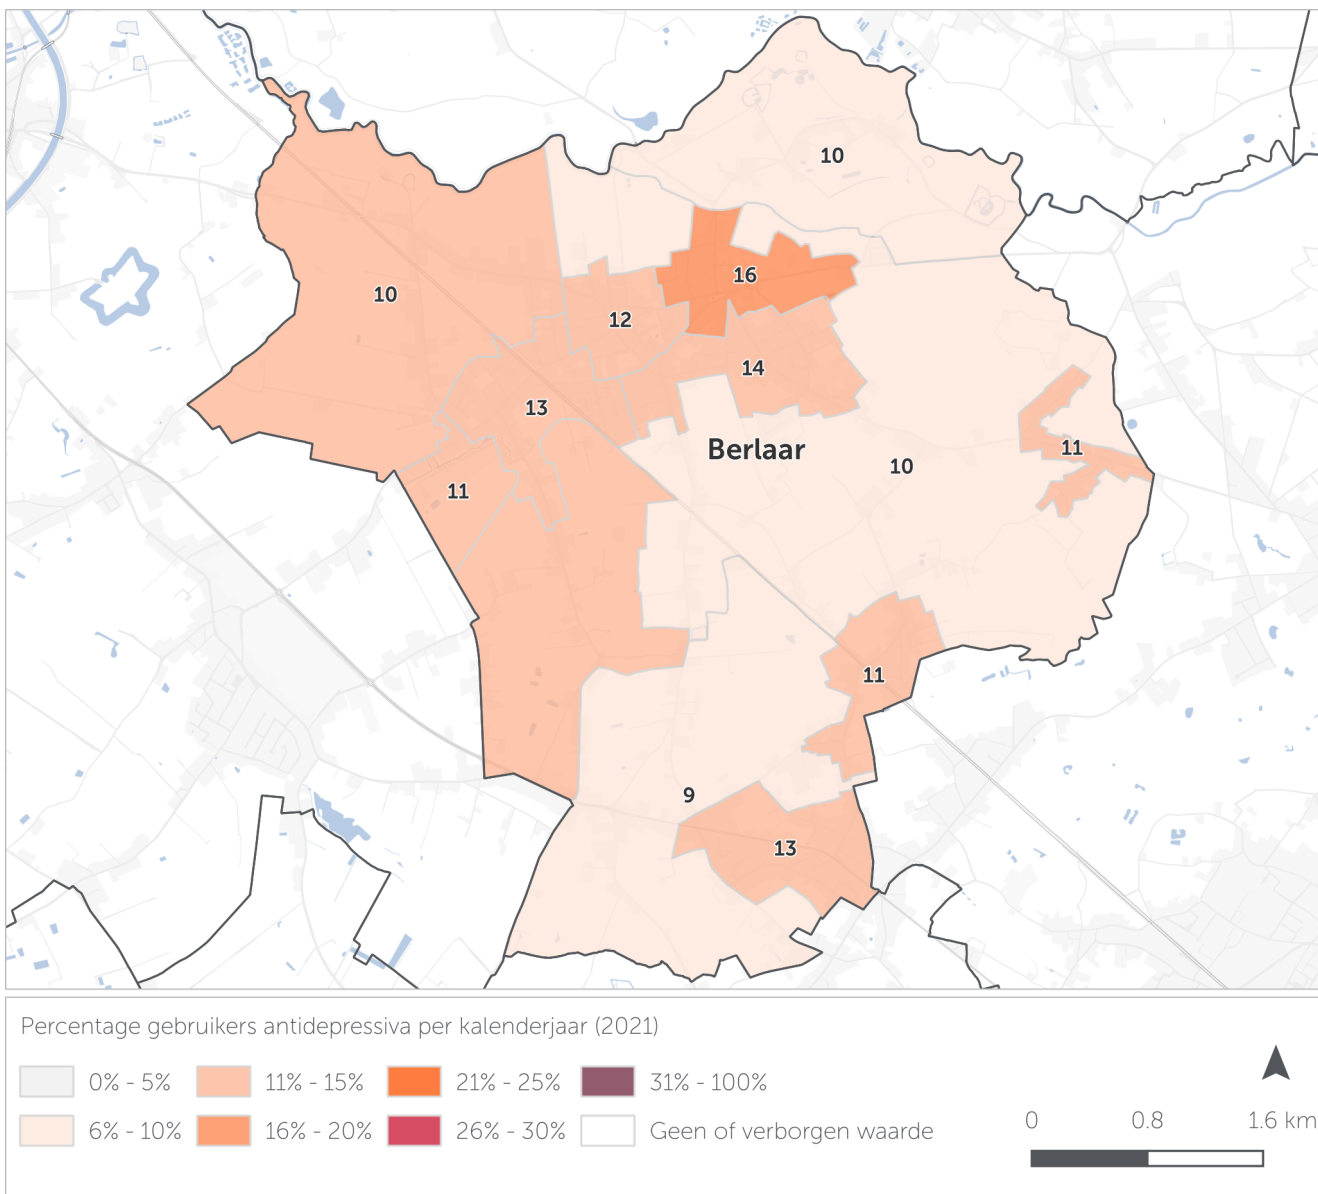 10
10
16
12
14
13
Berlaar
11
10
11
11
9
13
Percentage gebruikers antidepressiva per kalenderjaar (2021)
0% - 5%
11% - 15%
21% - 25%
31% - 100%
6% - 10%
16% - 20%
26% - 30%
Geen of verborgen waarde
0 0.8 1.6 km